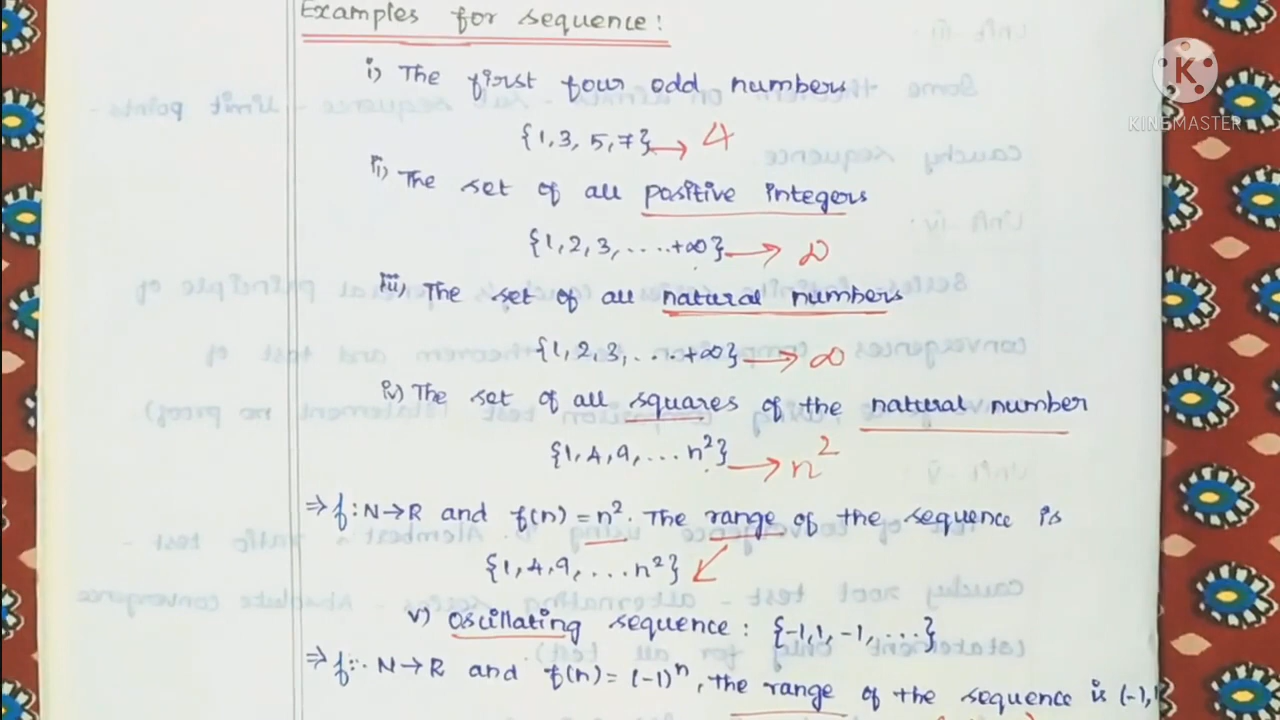 Examples for sequence:
i) The first four odd numbers
{1, 3, 5, 7} → 4
ii) The set of all positive integers
{1, 2, 3, ....+∞} → ∞
iii) The set of all natural numbers
{1, 2, 3, ....+∞} → ∞
iv) The set of all squares of the natural number
{1, 4, 9, ... n²} → n²
⇒ f: N→R and f(n) = n². The range of the sequence is
{1, 4, 9, ... n²}
v) Oscillating sequence: {-1, 1, -1, ...}
⇒ f: N→R and f(n) = (-1)ⁿ, the range of the sequence is (-1, 1
KINEMASTER
K